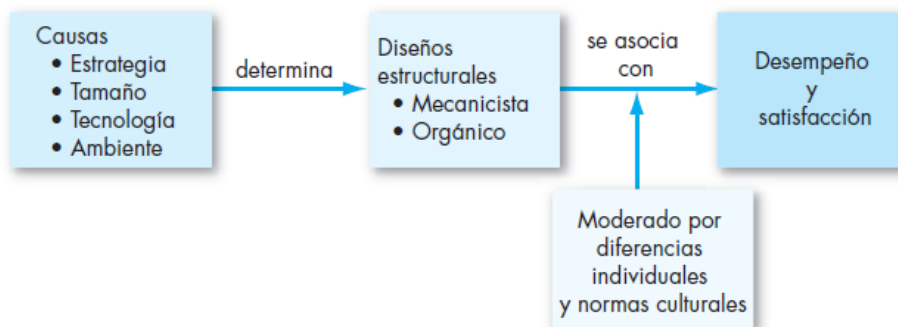 Causas
• Estrategia
• Tamaño
• Tecnología
• Ambiente
determina
Diseños
estructurales
• Mecanicista
• Orgánico
se asocia
con
Desempeño
y
satisfacción
Moderado por
diferencias
individuales
y normas culturales